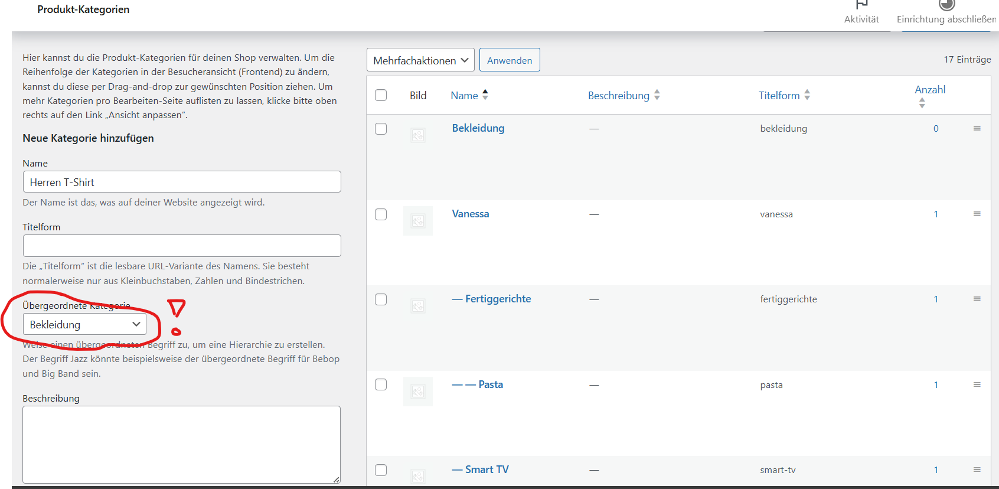 Produkt-Kategorien
Aktivität
Einrichtung abschließen
Hier kannst du die Produkt-Kategorien für deinen Shop verwalten. Um die
Reihenfolge der Kategorien in der Besucheransicht (Frontend) zu ändern,
kannst du diese per Drag-and-drop zur gewünschten Position ziehen. Um
mehr Kategorien pro Bearbeiten-Seite auflisten zu lassen, klicke bitte oben
rechts auf den Link „Ansicht anpassen“.
Neue Kategorie hinzufügen
Name
Herren T-Shirt
Der Name ist das, was auf deiner Website angezeigt wird.
Titelform
Die „Titelform“ ist die lesbare URL-Variante des Namens. Sie besteht
normalerweise nur aus Kleinbuchstaben, Zahlen und Bindestrichen.
Übergeordnete Kategorie
!
Bekleidung
Weise einen übergeordneten Begriff zu, um eine Hierarchie zu erstellen.
Der Begriff Jazz könnte beispielsweise der übergeordnete Begriff für Bebop
und Big Band sein.
Beschreibung
Mehrfachaktionen
Anwenden
17 Einträge
Bild Name Beschreibung Titelform Anzahl
Bekleidung — bekleidung 0
Vanessa — vanessa 1
— Fertiggerichte — fertiggerichte 1
— — Pasta — pasta 1
— Smart TV — smart-tv 1